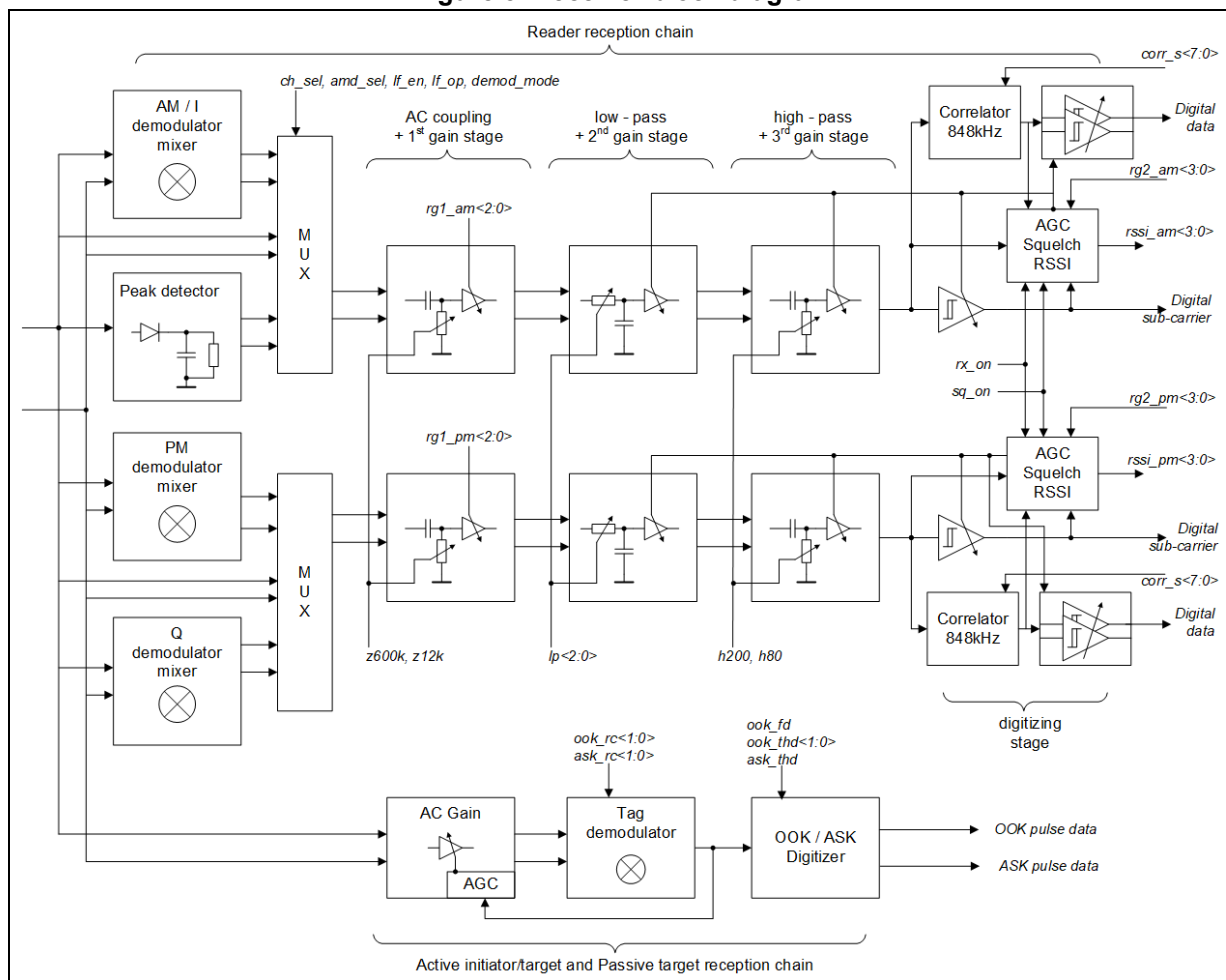 Reader reception chain
corr_s<7:0>
ch_sel, amd_sel, lf_en, lf_op, demod_mode
AM / I
demodulator
mixer
AC coupling
+ 1st gain stage
low - pass
+ 2nd gain stage
high - pass
+ 3rd gain stage
Correlator
848kHz
Digital
data
rg2_am<3:0>
M
U
X
rg1_am<2:0>
AGC
Squelch
RSSI
rssi_am<3:0>
Peak detector
Digital
sub-carrier
rx_on
sq_on
rg2_pm<3:0>
PM
demodulator
mixer
rg1_pm<2:0>
AGC
Squelch
RSSI
rssi_pm<3:0>
M
U
X
Digital
sub-carrier
corr_s<7:0>
Q
demodulator
mixer
Correlator
848kHz
Digital
data
z600k, z12k
lp<2:0>
h200, h80
digitizing
stage
ook_rc<1:0>
ask_rc<1:0>
ook_fd
ook_thd<1:0>
ask_thd
AC Gain
AGC
Tag
demodulator
OOK / ASK
Digitizer
OOK pulse data
ASK pulse data
Active initiator/target and Passive target reception chain